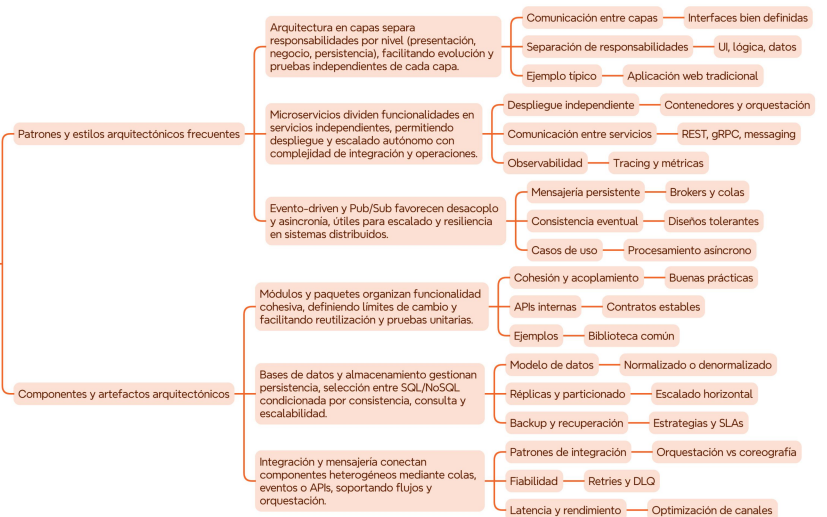 Patrones y estilos arquitectónicos frecuentes
Arquitectura en capas separa
responsabilidades por nivel (presentación,
negocio, persistencia), facilitando evolución y
pruebas independientes de cada capa.
Comunicación entre capas
Interfaces bien definidas
Separación de responsabilidades
UI, lógica, datos
Ejemplo típico
Aplicación web tradicional
Microservicios dividen funcionalidades en
servicios independientes, permitiendo
despliegue y escalado autónomo con
complejidad de integración y operaciones.
Despliegue independiente
Contenedores y orquestación
Comunicación entre servicios
REST, gRPC, messaging
Observabilidad
Tracing y métricas
Evento-driven y Pub/Sub favorecen desacoplo
y asincronía, útiles para escalado y resiliencia
en sistemas distribuidos.
Mensajería persistente
Brokers y colas
Consistencia eventual
Diseños tolerantes
Casos de uso
Procesamiento asíncrono
Componentes y artefactos arquitectónicos
Módulos y paquetes organizan funcionalidad
cohesiva, definiendo límites de cambio y
facilitando reutilización y pruebas unitarias.
Cohesión y acoplamiento
Buenas prácticas
APIs internas
Contratos estables
Ejemplos
Biblioteca común
Bases de datos y almacenamiento gestionan
persistencia, selección entre SQL/NoSQL
condicionada por consistencia, consulta y
escalabilidad.
Modelo de datos
Normalizado o denormalizado
Réplicas y particionado
Escalado horizontal
Backup y recuperación
Estrategias y SLAs
Integración y mensajería conectan
componentes heterogéneos mediante colas,
eventos o APIs, soportando flujos y
orquestación.
Patrones de integración
Orquestación vs coreografía
Fiabilidad
Retries y DLQ
Latencia y rendimiento
Optimización de canales